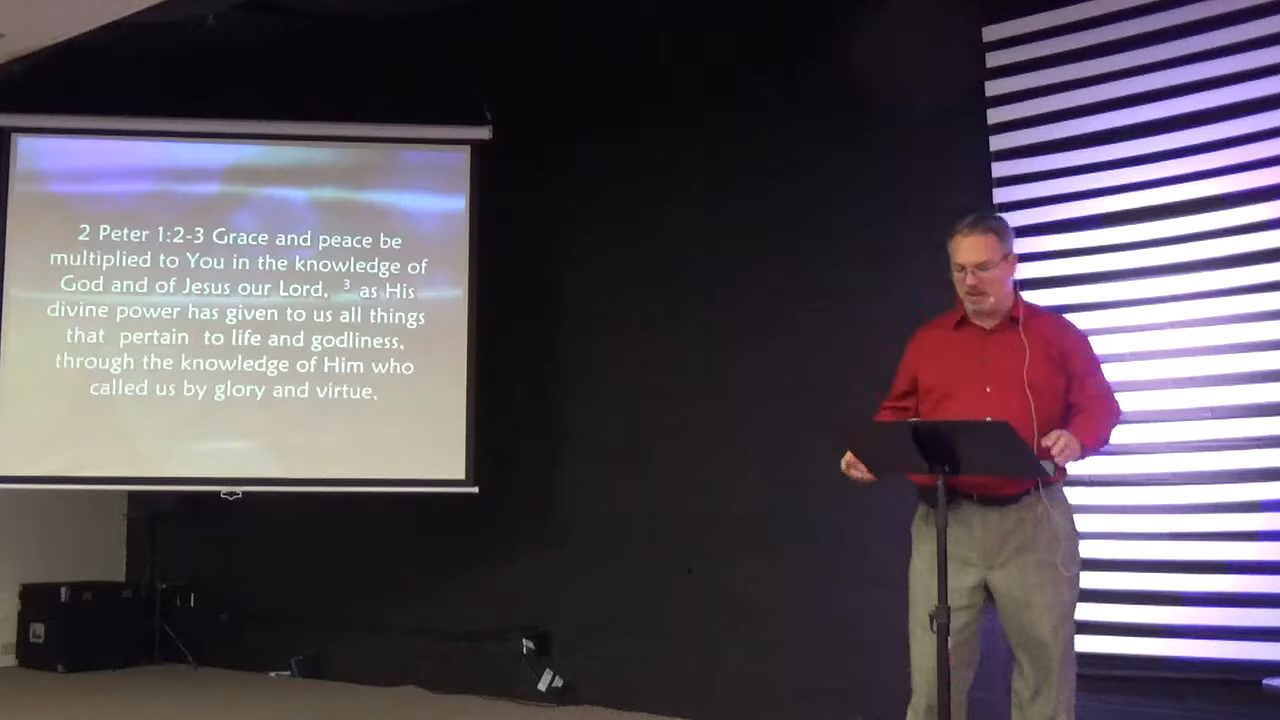 2 Peter 1:2-3 Grace and peace be
multiplied to You in the knowledge of
God and of Jesus our Lord, ³ as His
divine power has given to us all things
that pertain to life and godliness,
through the knowledge of Him who
called us by glory and virtue,